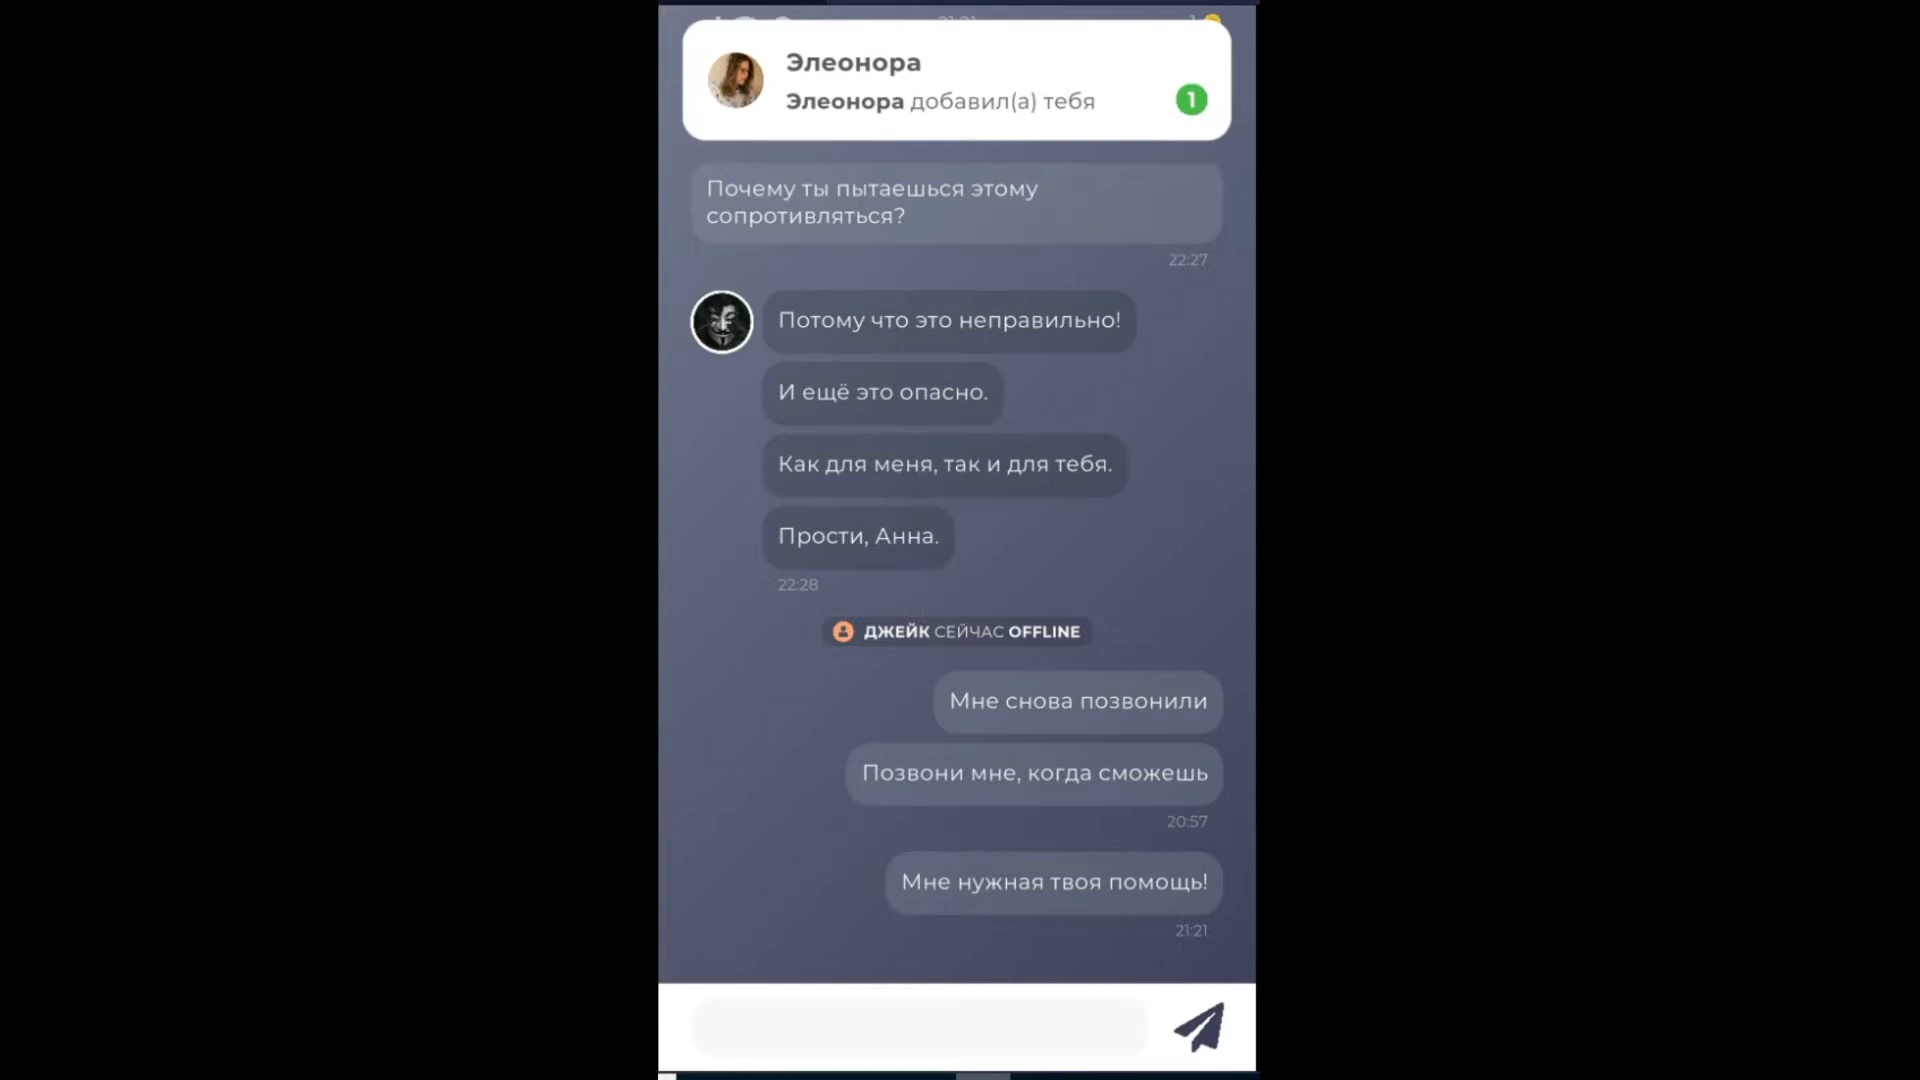 Элеонора
Элеонора добавил(а) тебя
1
Почему ты пытаешься этому
сопротивляться?
22:27
Потому что это неправильно!
И ещё это опасно.
Как для меня, так и для тебя.
Прости, Анна.
22:28
ДЖЕЙК СЕЙЧАС OFFLINE
Мне снова позвонили
Позвони мне, когда сможешь
20:57
Мне нужная твоя помощь!
21:21